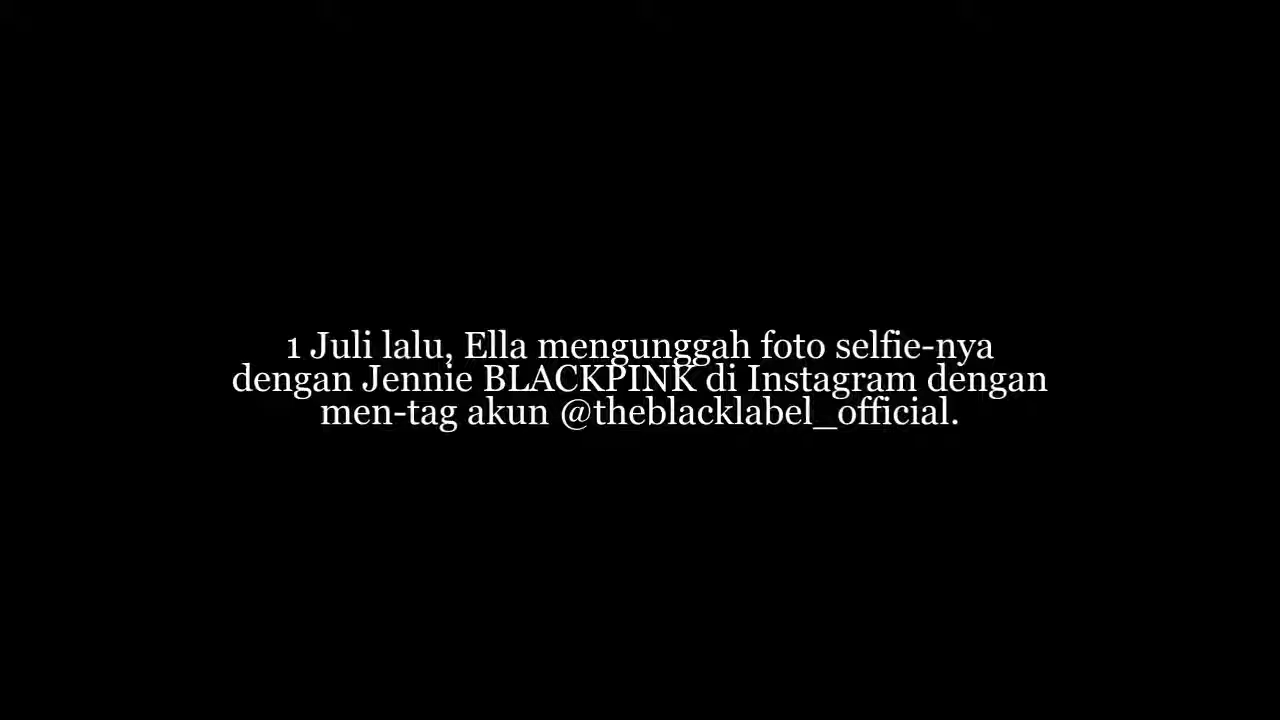 1 Juli lalu, Ella mengunggah foto selfie-nya
dengan Jennie BLACKPINK di Instagram dengan
men-tag akun @theblacklabel_official.